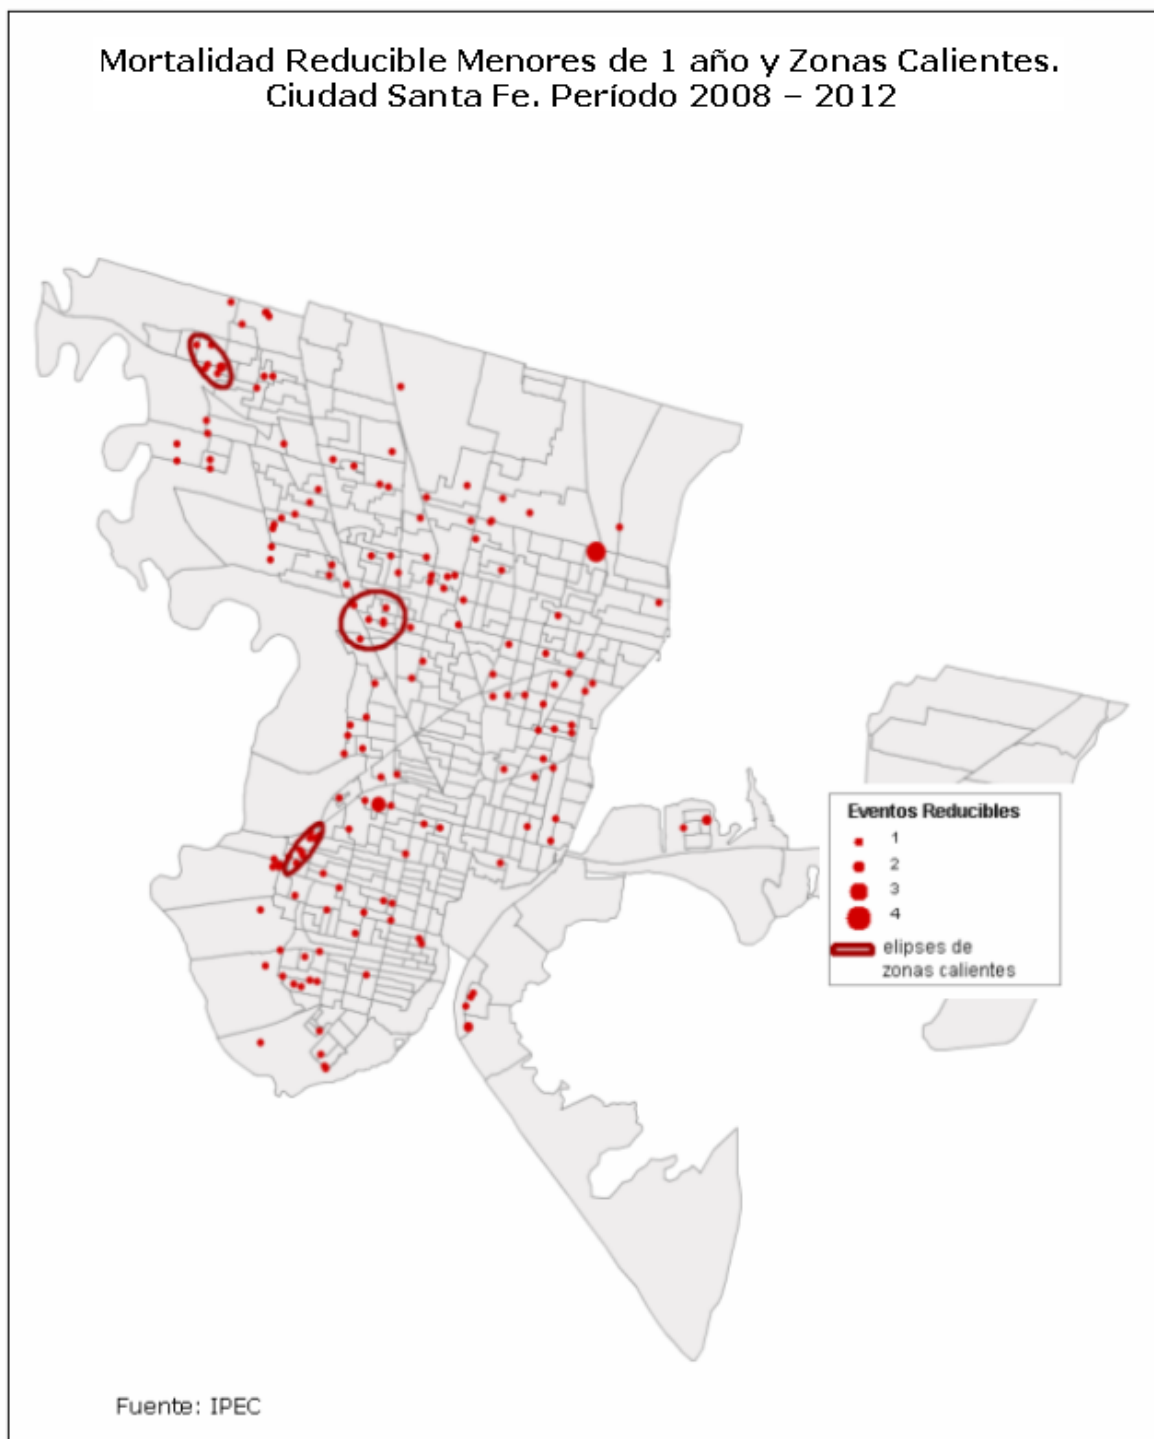 Mortalidad Reducible Menores de 1 año y Zonas Calientes.
Ciudad Santa Fe. Período 2008 – 2012
Eventos Reducibles
1
2
3
4
elipses de
zonas calientes
Fuente: IPEC